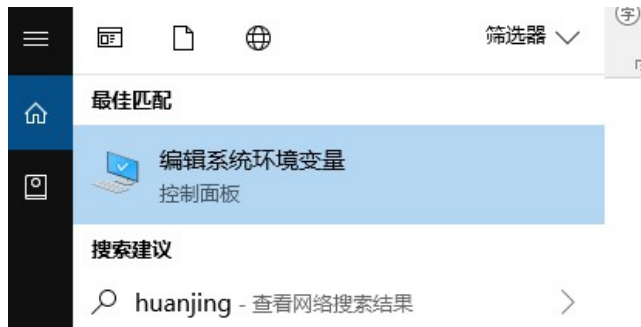 筛选器
字
最佳匹配
编辑系统环境变量
控制面板
搜索建议
huanjing - 查看网络搜索结果